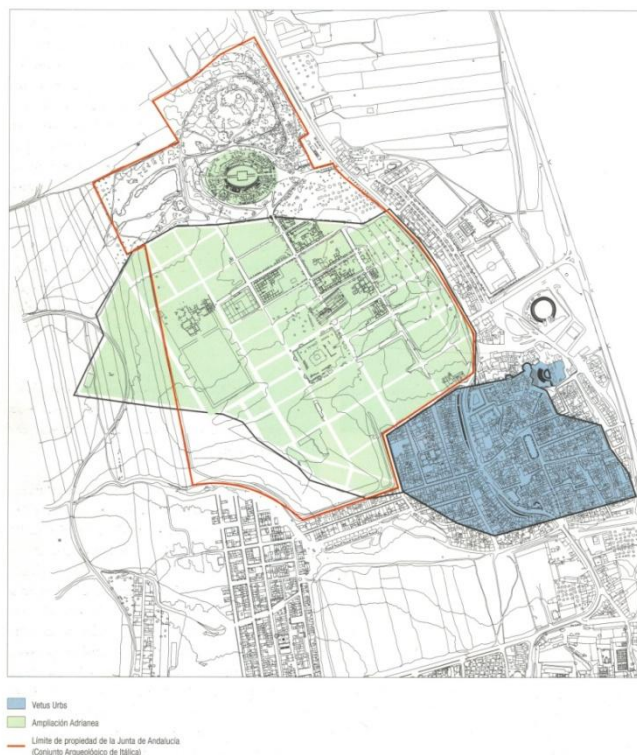 Vetus Urbs
Ampliación Adrianea
Límite de propiedad de la Junta de Andalucía
(Conjunto Arqueológico de Itálica)